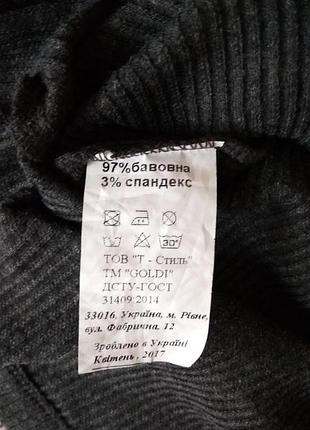 97%бавовна
3% спандекс
30°
ТОВ "Т - Стиль"
ТМ "GOLDI"
ДСТУ-ГОСТ
31409:2014
33016, Україна, м. Рівне,
вул. Фабрична, 12
Зроблено в Україні
Квітень, 2017